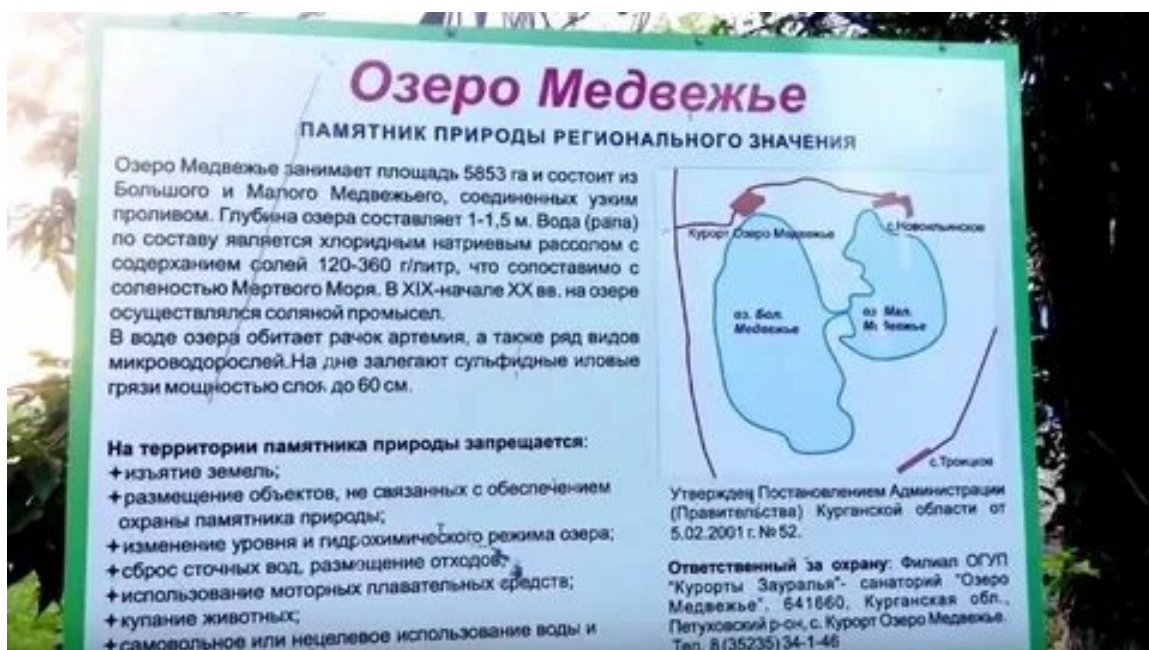 Озеро Медвежье
ПАМЯТНИК ПРИРОДЫ РЕГИОНАЛЬНОГО ЗНАЧЕНИЯ
Озеро Медвежье занимает площадь 5853 га и состоит из
Большого и Малого Медвежьего, соединенных узким
проливом. Глубина озера составляет 1-1,5 м. Вода (рапа)
по составу является хлоридным натриевым рассолом с
содержанием солей 120-360 г/литр, что сопоставимо с
соленостью Мертвого Моря. В XIX-начале XX вв. на озере
осуществлялся соляной промысел.
В воде озера обитает рачок артемия, а также ряд видов
микроводорослей.На дне залегают сульфидные иловые
грязи мощностью слоя до 60 см.
На территории памятника природы запрещается:
+изъятие земель;
+размещение объектов, не связанных с обеспечением
охраны памятника природы;
+изменение уровня и гидрохимического режима озера;
+сброс сточных вод, размещение отходов;
+использование моторных плавательных средств;
+купание животных;
+самовольное или нецелевое использование воды и
Курорт Озеро Медвежье
с.Новоильинское
оз. Бол.
Медвежье
оз. Мал.
Медвежье
с.Троицкое
Утвержден Постановлением Администрации
(Правительства) Курганской области от
5.02.2001 г. № 52.
Ответственный за охрану: Филиал ОГУП
"Курорты Зауралья"- санаторий "Озеро
Медвежье", 641660, Курганская обл.,
Петуховский р-он, с. Курорт Озеро Медвежье.
Тел. 8(35235)34-1-46